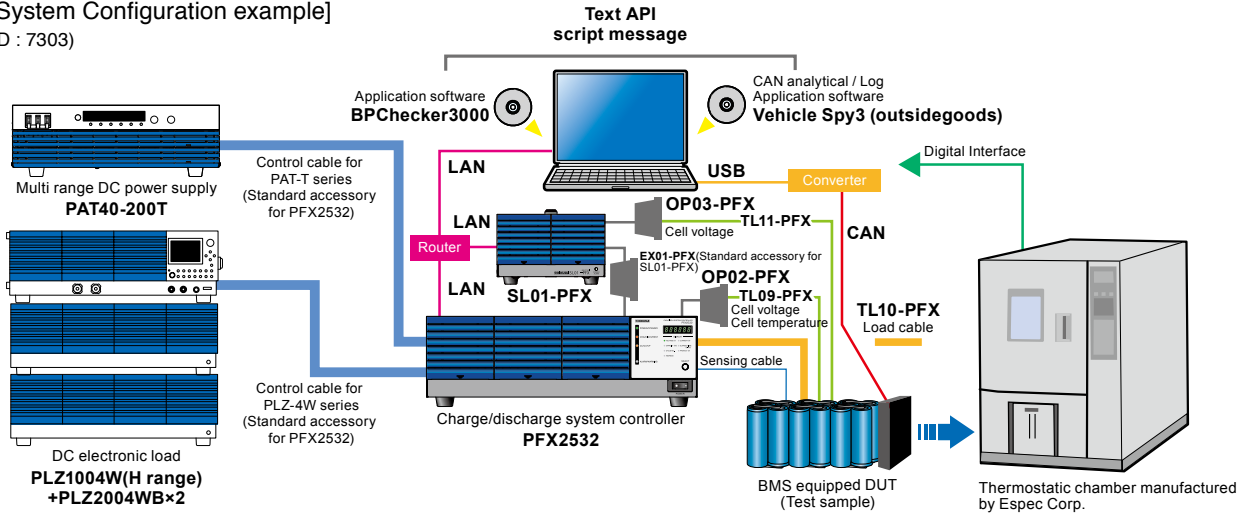 System Configuration example]
D : 7303)
Text API
script message
Application software
BPChecker3000
CAN analytical / Log
Application software
Vehicle Spy3 (outsidegoods)
Multi range DC power supply
PAT40-200T
Control cable for
PAT-T series
(Standard accessory
for PFX2532)
LAN
USB
Converter
Digital Interface
LAN
Router
LAN
OP03-PFX
TL11-PFX
Cell voltage
CAN
EX01-PFX(Standard accessory for
SL01-PFX)
SL01-PFX
OP02-PFX
TL09-PFX
Cell voltage
Cell temperature
TL10-PFX
Load cable
Sensing cable
Control cable for
PLZ-4W series
(Standard accessory
for PFX2532)
Charge/discharge system controller
PFX2532
DC electronic load
PLZ1004W(H range)
+PLZ2004WB×2
BMS equipped DUT
(Test sample)
Thermostatic chamber manufactured
by Espec Corp.